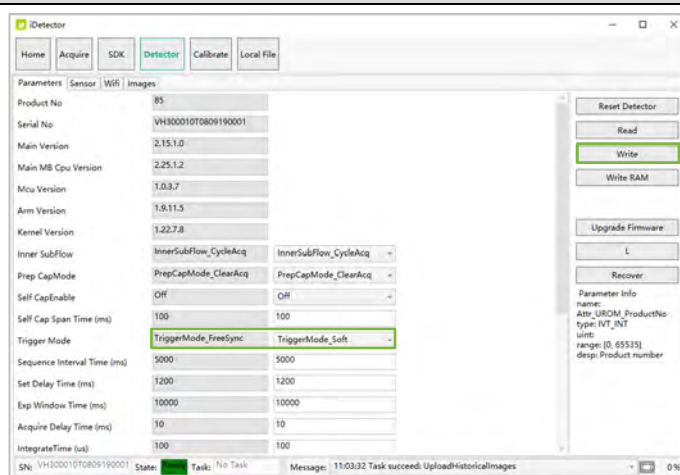 iDetector
Home Acquire SDK Detector Calibrate Local File
Parameters Sensor Wifi Images
Product No 85
Serial No VH300010T0809190001
Main Version 2.15.1.0
Main MB Cpu Version 2.25.1.2
Mcu Version 1.0.3.7
Arm Version 1.9.11.5
Kernel Version 1.22.7.8
Inner SubFlow InnerSubFlow_CycleAcq InnerSubFlow_CycleAcq
Prep CapMode PrepCapMode_ClearAcq PrepCapMode_ClearAcq
Self CapEnable Off Off
Self Cap Span Time (ms) 100 100
Trigger Mode TriggerMode_FreeSync TriggerMode_Soft
Sequence Interval Time (ms) 5000 5000
Set Delay Time (ms) 1200 1200
Exp Window Time (ms) 10000 10000
Acquire Delay Time (ms) 10 10
IntegrateTime (us) 100 100
Reset Detector
Read
Write
Write RAM
Upgrade Firmware
L
Recover
Parameter Info
name:
Attr_UROM_ProductNo
type: IVT_INT
uint:
range: [0, 65535]
desp: Product number
SN: VH300010T0809190001 State: Ready Task: No Task Message: 11:03:32 Task succeed: UploadHistoricalImages 0%